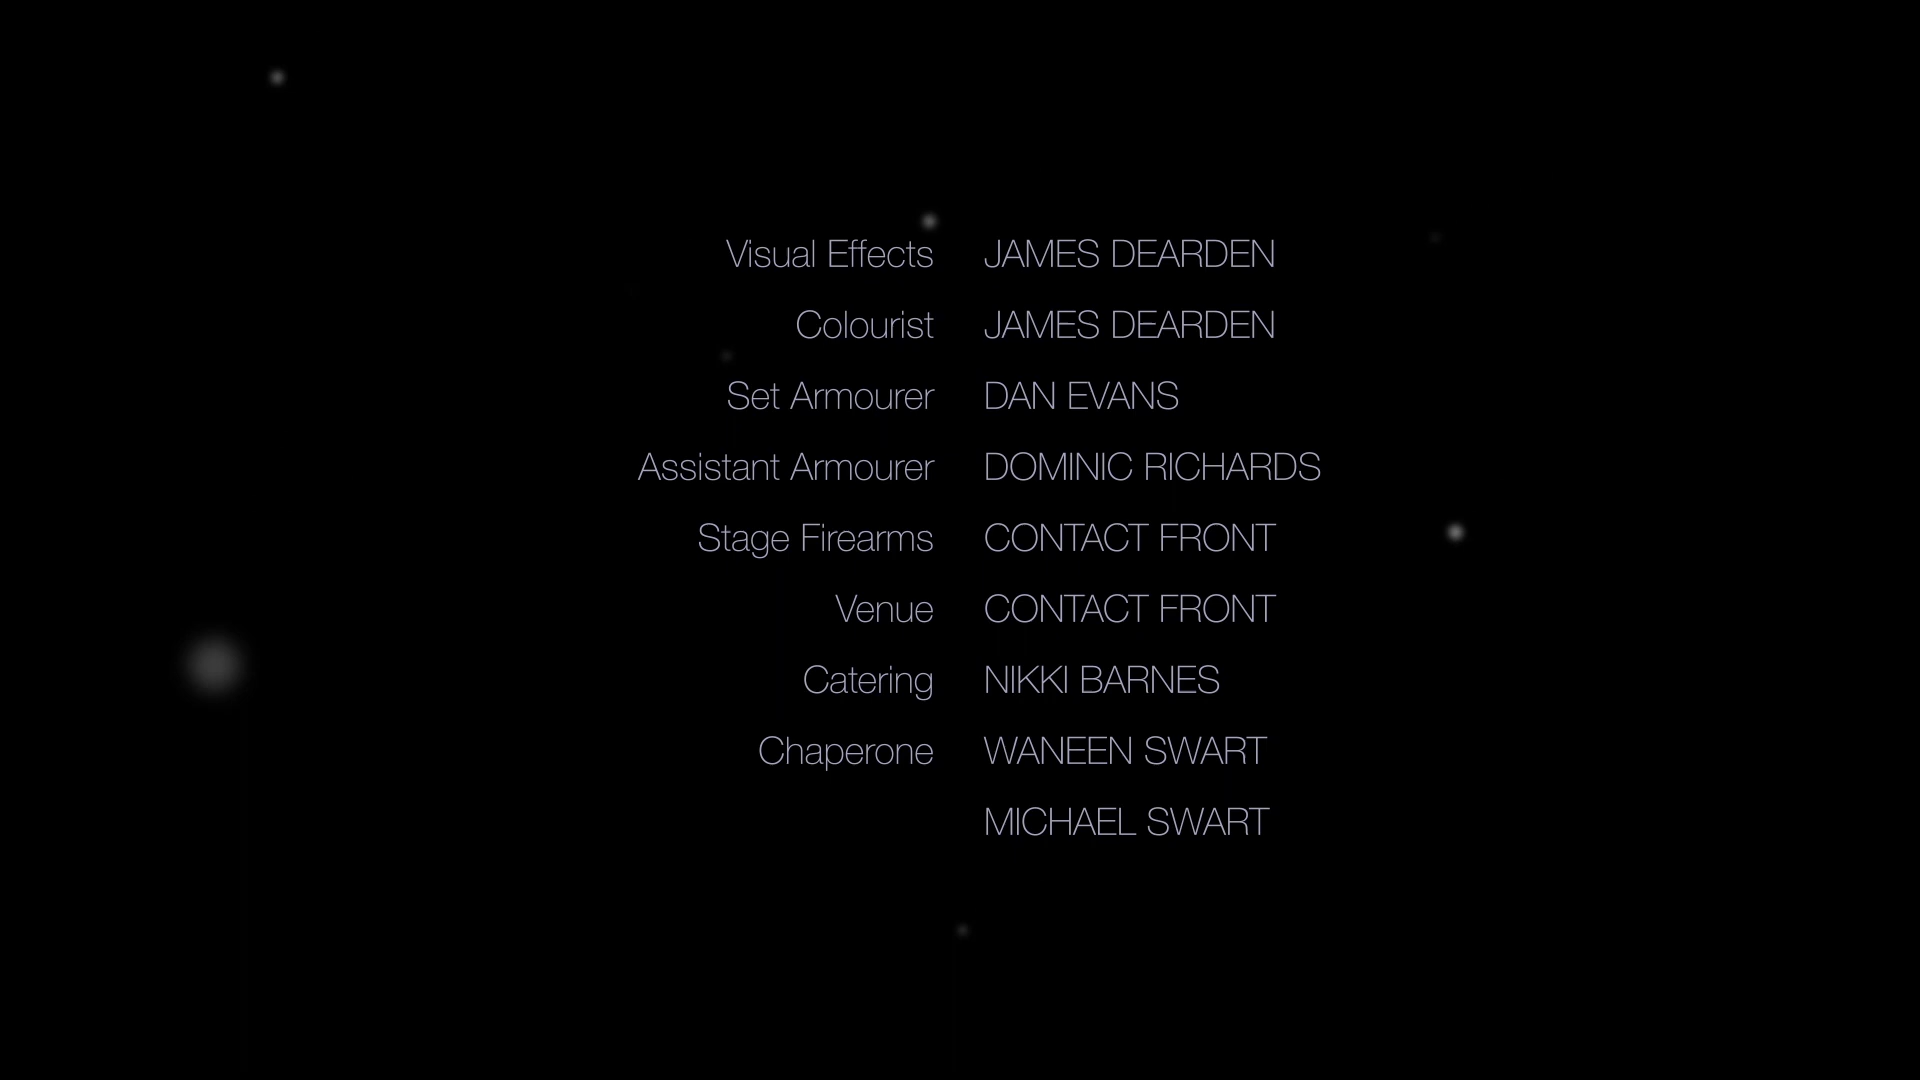 Visual Effects JAMES DEARDEN
Colourist JAMES DEARDEN
Set Armourer DAN EVANS
Assistant Armourer DOMINIC RICHARDS
Stage Firearms CONTACT FRONT
Venue CONTACT FRONT
Catering NIKKI BARNES
Chaperone WANEEN SWART
MICHAEL SWART